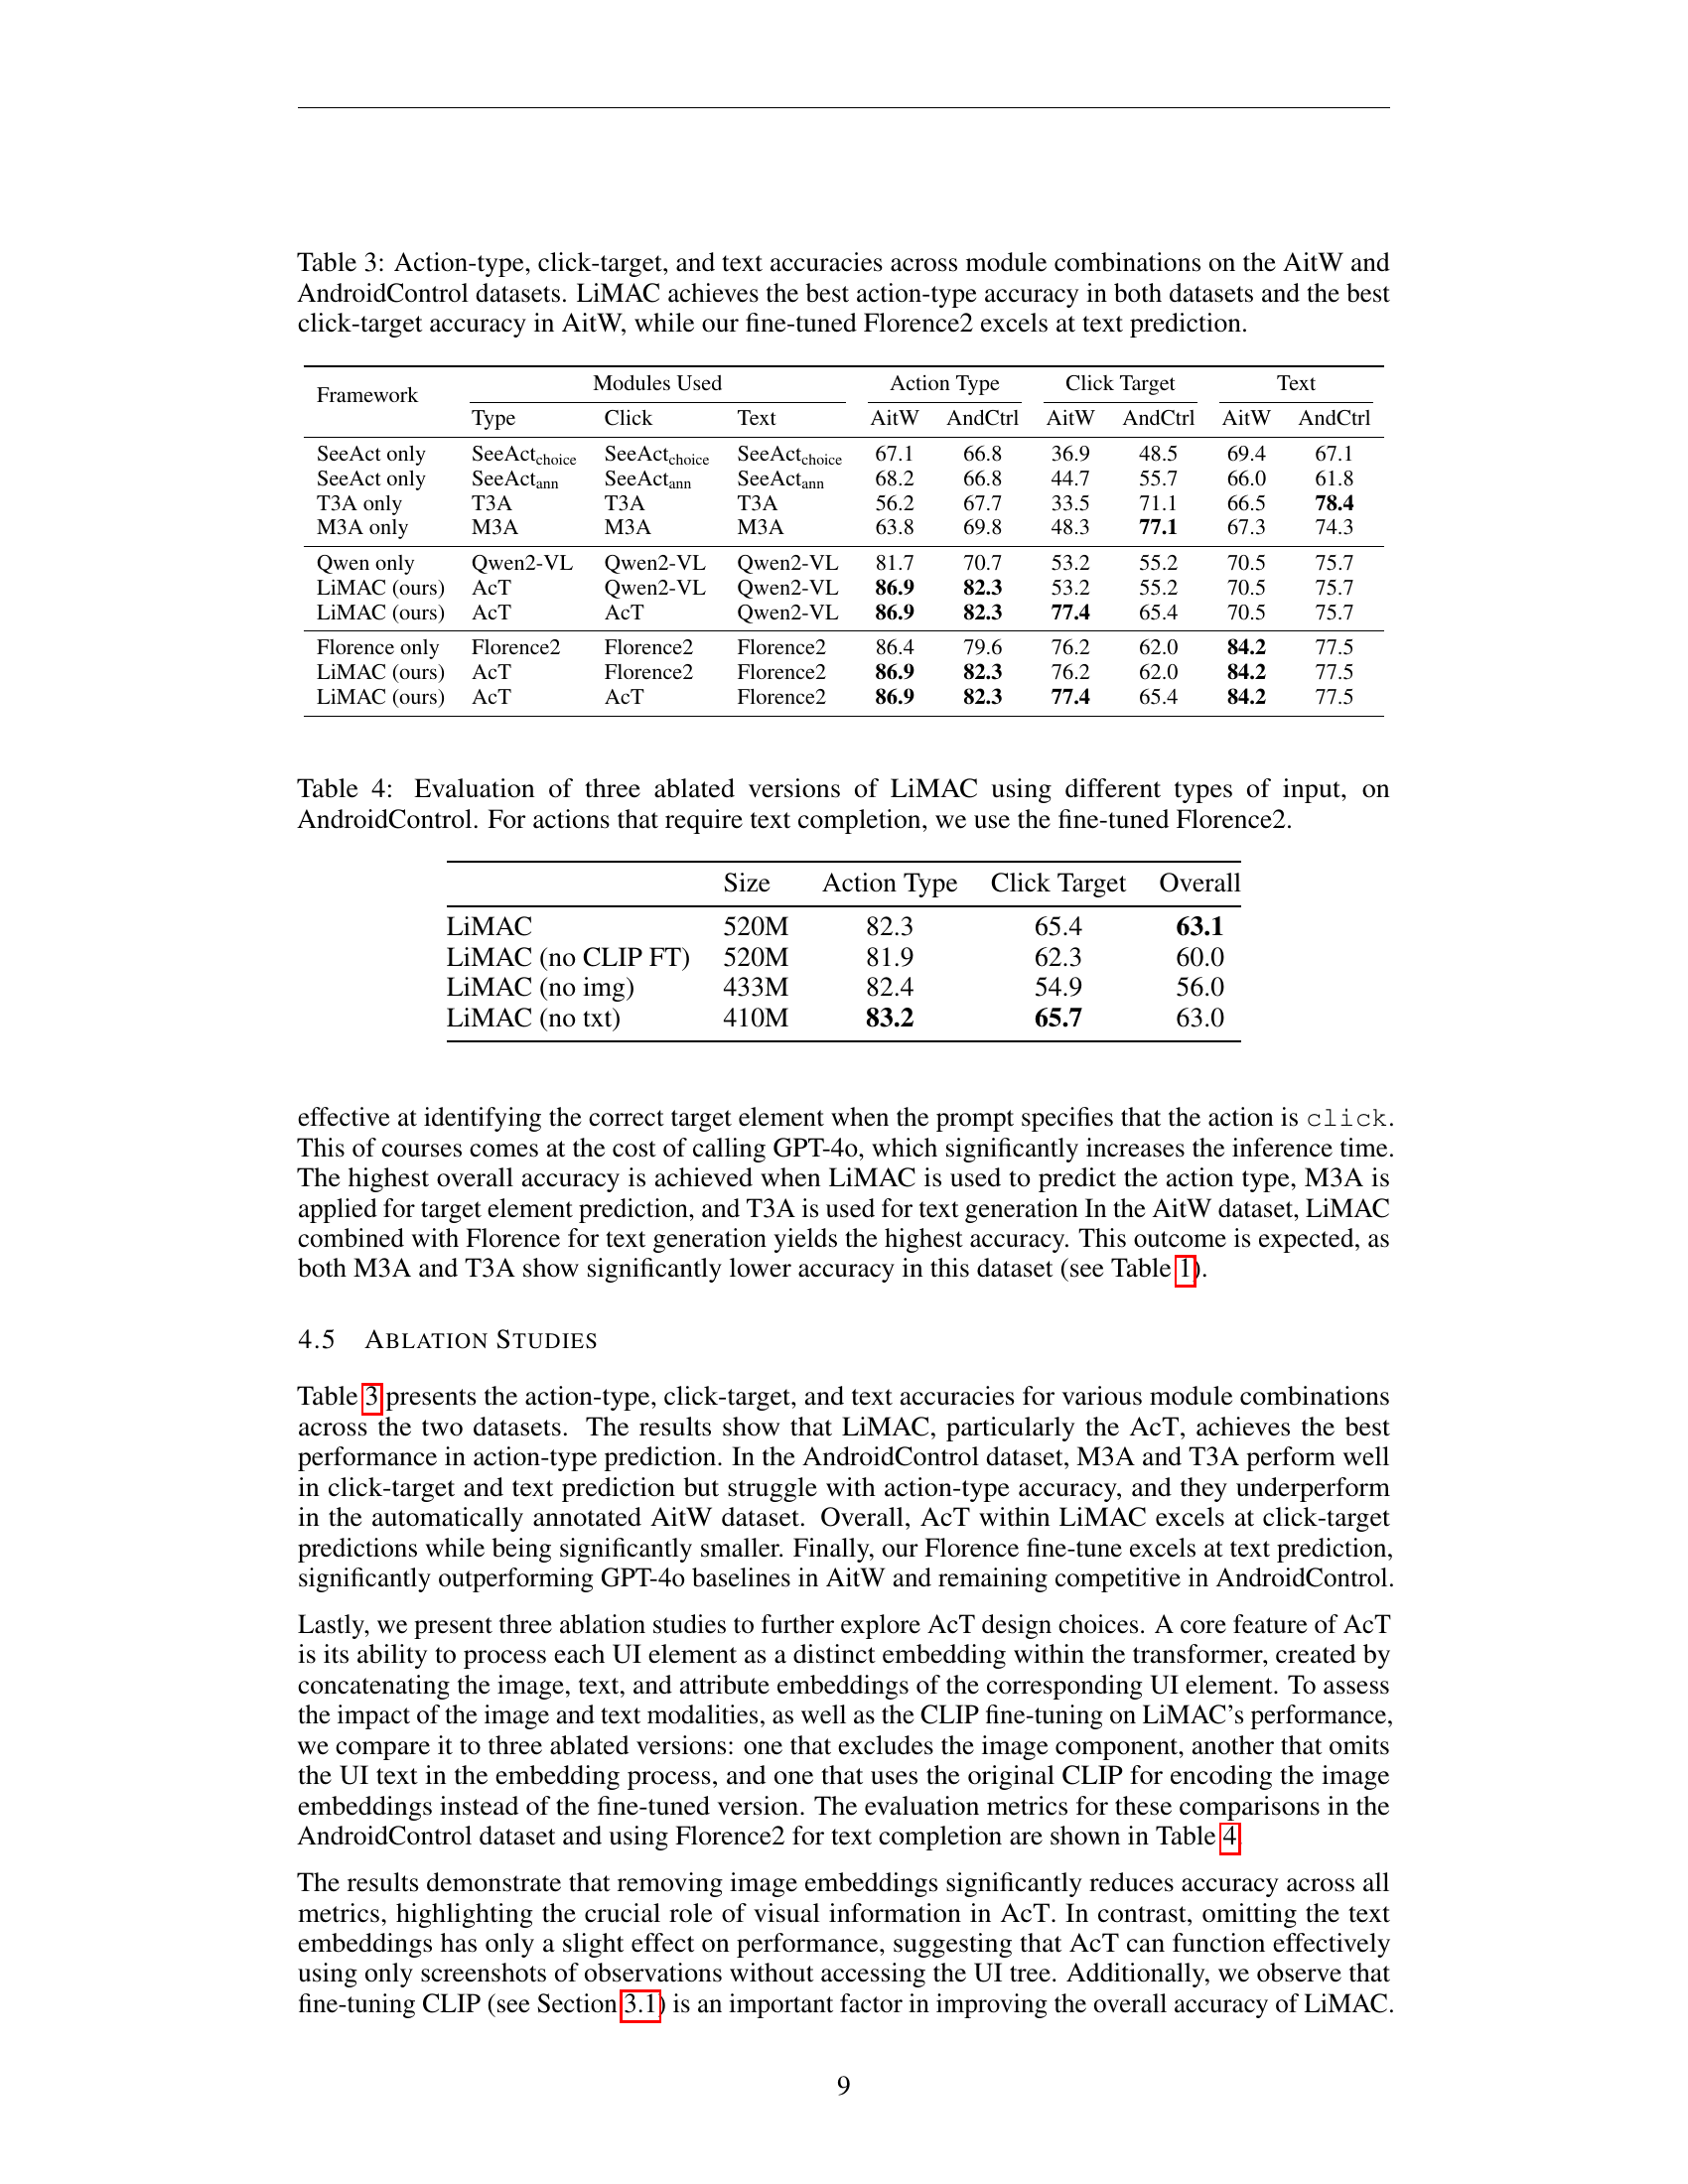 Table 3: Action-type, click-target, and text accuracies across module combinations on the AitW and
AndroidControl datasets. LiMAC achieves the best action-type accuracy in both datasets and the best
click-target accuracy in AitW, while our fine-tuned Florence2 excels at text prediction.
Framework Modules Used Action Type Click Target Text
Type Click Text AitW AndCtrl AitW AndCtrl AitW AndCtrl
SeeAct only SeeActchoice SeeActchoice SeeActchoice 67.1 66.8 36.9 48.5 69.4 67.1
SeeAct only SeeActann SeeActann SeeActann 68.2 66.8 44.7 55.7 66.0 61.8
T3A only T3A T3A T3A 56.2 67.7 33.5 71.1 66.5 78.4
M3A only M3A M3A M3A 63.8 69.8 48.3 77.1 67.3 74.3
Qwen only Qwen2-VL Qwen2-VL Qwen2-VL 81.7 70.7 53.2 55.2 70.5 75.7
LiMAC (ours) AcT Qwen2-VL Qwen2-VL 86.9 82.3 53.2 55.2 70.5 75.7
LiMAC (ours) AcT AcT Qwen2-VL 86.9 82.3 77.4 65.4 70.5 75.7
Florence only Florence2 Florence2 Florence2 86.4 79.6 76.2 62.0 84.2 77.5
LiMAC (ours) AcT Florence2 Florence2 86.9 82.3 76.2 62.0 84.2 77.5
LiMAC (ours) AcT AcT Florence2 86.9 82.3 77.4 65.4 84.2 77.5
Table 4: Evaluation of three ablated versions of LiMAC using different types of input, on
AndroidControl. For actions that require text completion, we use the fine-tuned Florence2.
Size Action Type Click Target Overall
LiMAC 520M 82.3 65.4 63.1
LiMAC (no CLIP FT) 520M 81.9 62.3 60.0
LiMAC (no img) 433M 82.4 54.9 56.0
LiMAC (no txt) 410M 83.2 65.7 63.0
effective at identifying the correct target element when the prompt specifies that the action is click.
This of courses comes at the cost of calling GPT-4o, which significantly increases the inference time.
The highest overall accuracy is achieved when LiMAC is used to predict the action type, M3A is
applied for target element prediction, and T3A is used for text generation In the AitW dataset, LiMAC
combined with Florence for text generation yields the highest accuracy. This outcome is expected, as
both M3A and T3A show significantly lower accuracy in this dataset (see Table 1).
4.5 ABLATION STUDIES
Table 3 presents the action-type, click-target, and text accuracies for various module combinations
across the two datasets. The results show that LiMAC, particularly the AcT, achieves the best
performance in action-type prediction. In the AndroidControl dataset, M3A and T3A perform well
in click-target and text prediction but struggle with action-type accuracy, and they underperform
in the automatically annotated AitW dataset. Overall, AcT within LiMAC excels at click-target
predictions while being significantly smaller. Finally, our Florence fine-tune excels at text prediction,
significantly outperforming GPT-4o baselines in AitW and remaining competitive in AndroidControl.
Lastly, we present three ablation studies to further explore AcT design choices. A core feature of AcT
is its ability to process each UI element as a distinct embedding within the transformer, created by
concatenating the image, text, and attribute embeddings of the corresponding UI element. To assess
the impact of the image and text modalities, as well as the CLIP fine-tuning on LiMAC's performance,
we compare it to three ablated versions: one that excludes the image component, another that omits
the UI text in the embedding process, and one that uses the original CLIP for encoding the image
embeddings instead of the fine-tuned version. The evaluation metrics for these comparisons in the
AndroidControl dataset and using Florence2 for text completion are shown in Table 4
The results demonstrate that removing image embeddings significantly reduces accuracy across all
metrics, highlighting the crucial role of visual information in AcT. In contrast, omitting the text
embeddings has only a slight effect on performance, suggesting that AcT can function effectively
using only screenshots of observations without accessing the UI tree. Additionally, we observe that
fine-tuning CLIP (see Section 3.1) is an important factor in improving the overall accuracy of LiMAC.
9